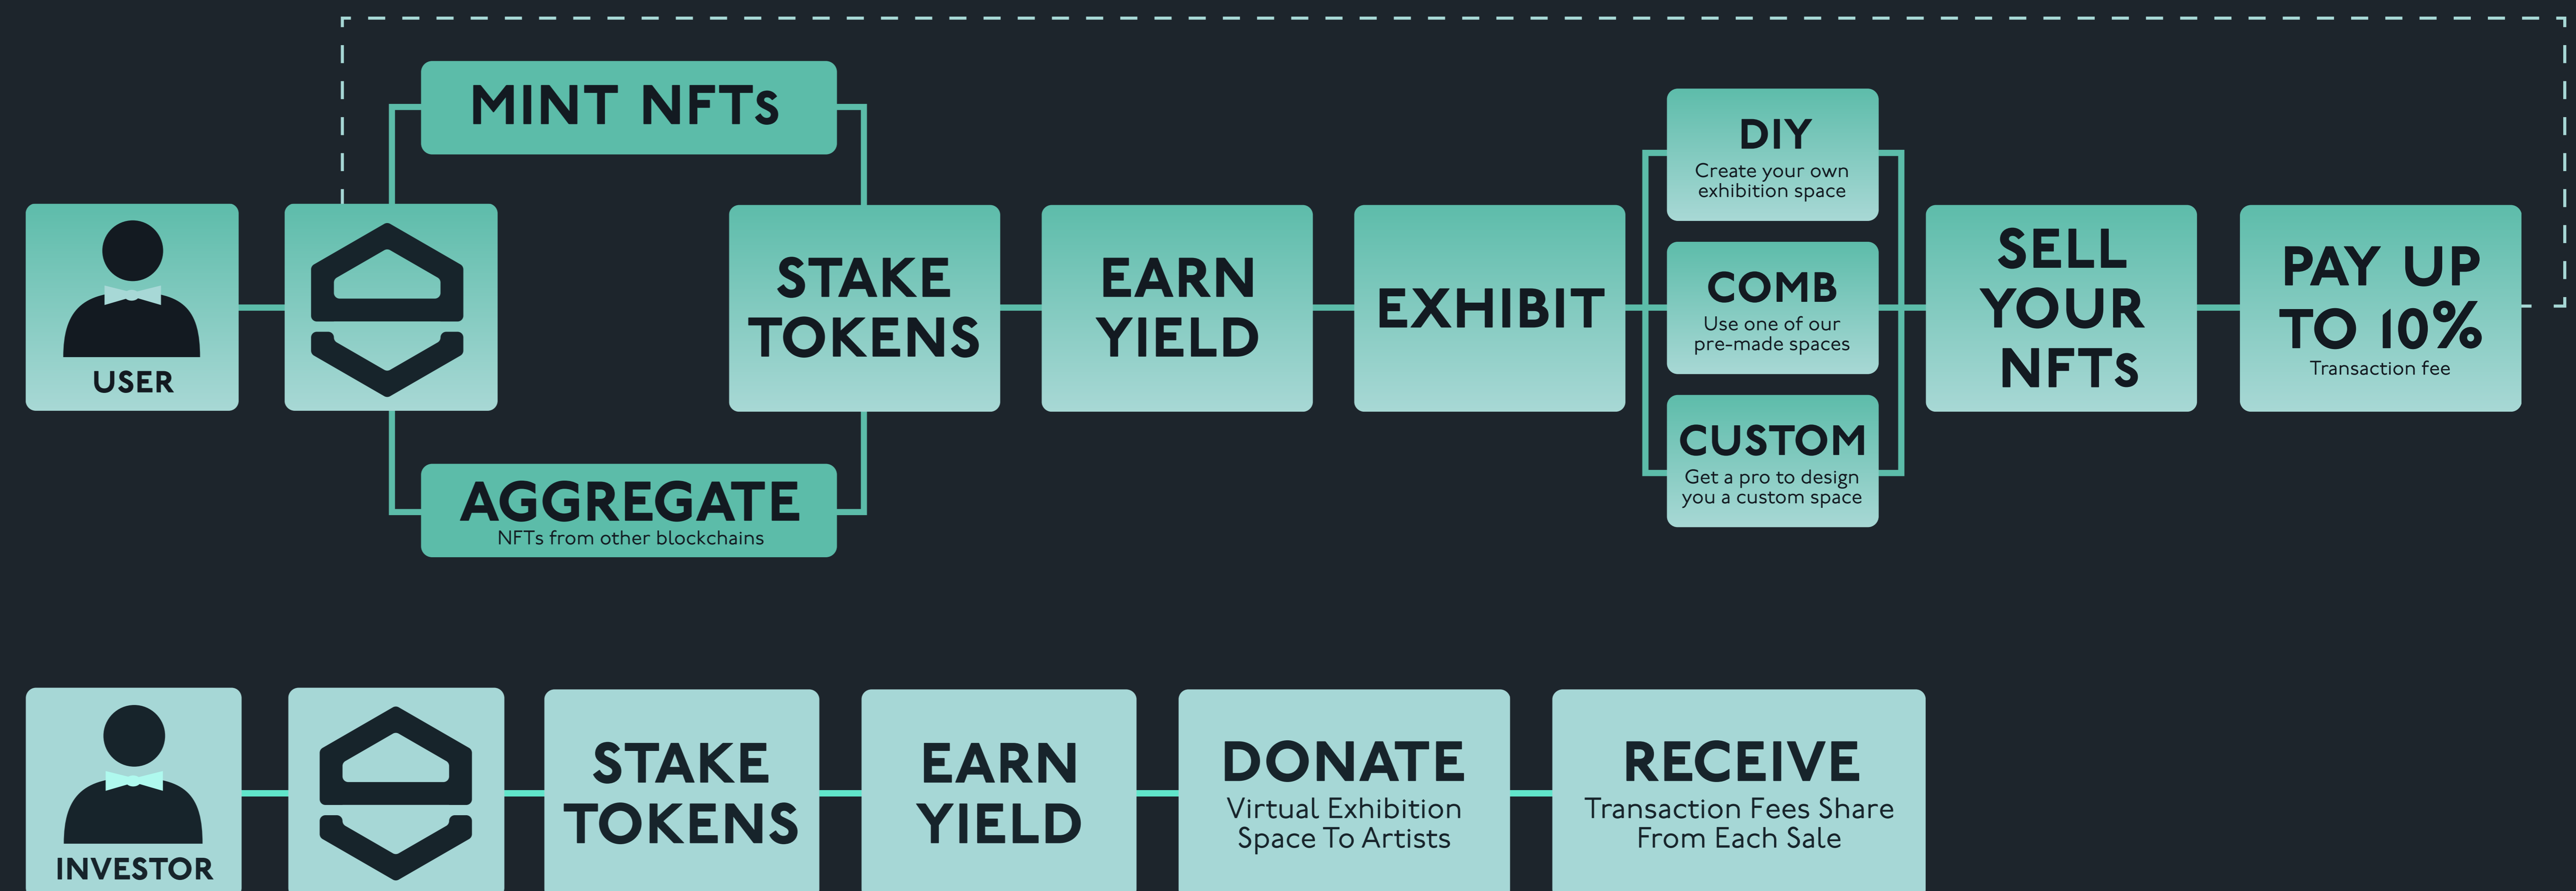 MINT NFTs
USER
AGGREGATE
NFTs from other blockchains
STAKE
TOKENS
EARN
YIELD
EXHIBIT
DIY
Create your own
exhibition space
COMB
Use one of our
pre-made spaces
CUSTOM
Get a pro to design
you a custom space
SELL
YOUR
NFTs
PAY UP
TO 10%
Transaction fee
INVESTOR
STAKE
TOKENS
EARN
YIELD
DONATE
Virtual Exhibition
Space To Artists
RECEIVE
Transaction Fees Share
From Each Sale